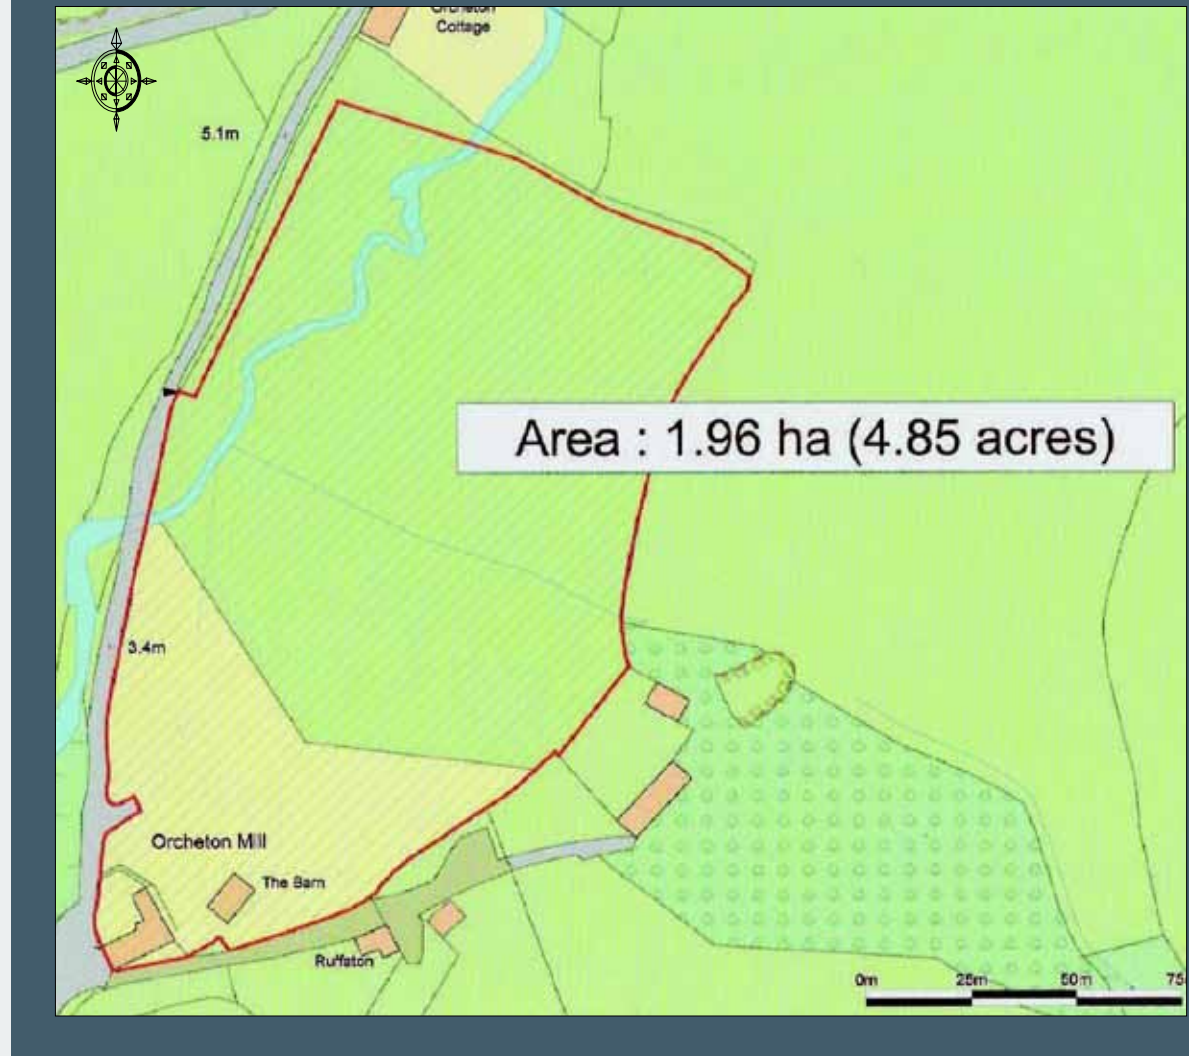 Orcheton
Cottage
5.1m
Area : 1.96 ha (4.85 acres)
3.4m
Orcheton Mill
The Barn
Ruffaton
0m 25m 50m 75